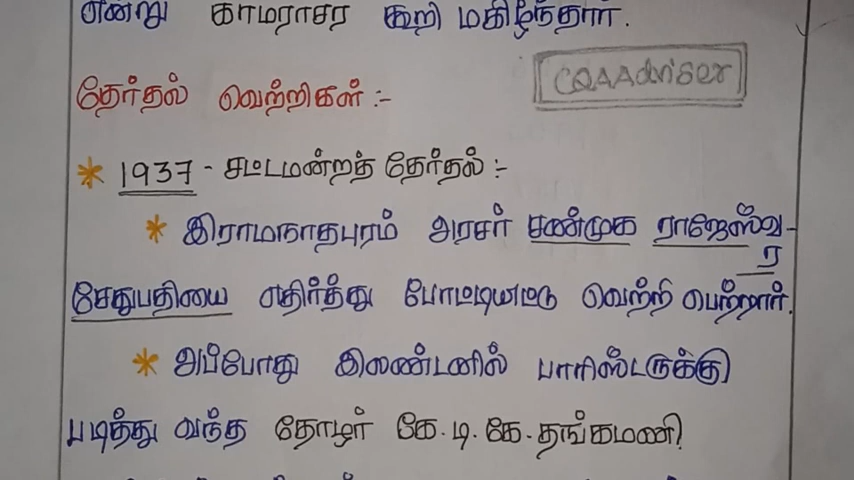 என்று காமராசர் கூறி மகிழ்ந்தார்.
CQAAdmiser
தேர்தல் வெற்றிகள் :-
* 1937 - சட்டமன்றத் தேர்தல் :-
* இராமநாதபுரம் அரசர் சண்முக ராஜேஸ்வ-
ர
சேதுபதியை எதிர்த்து போட்டியிட்டு வெற்றி பெற்றார்.
* அப்போது இலண்டனில் பாரிஸ்டருக்கு
படித்து வந்த தோழர் கே.டி.கே.தங்கமணி